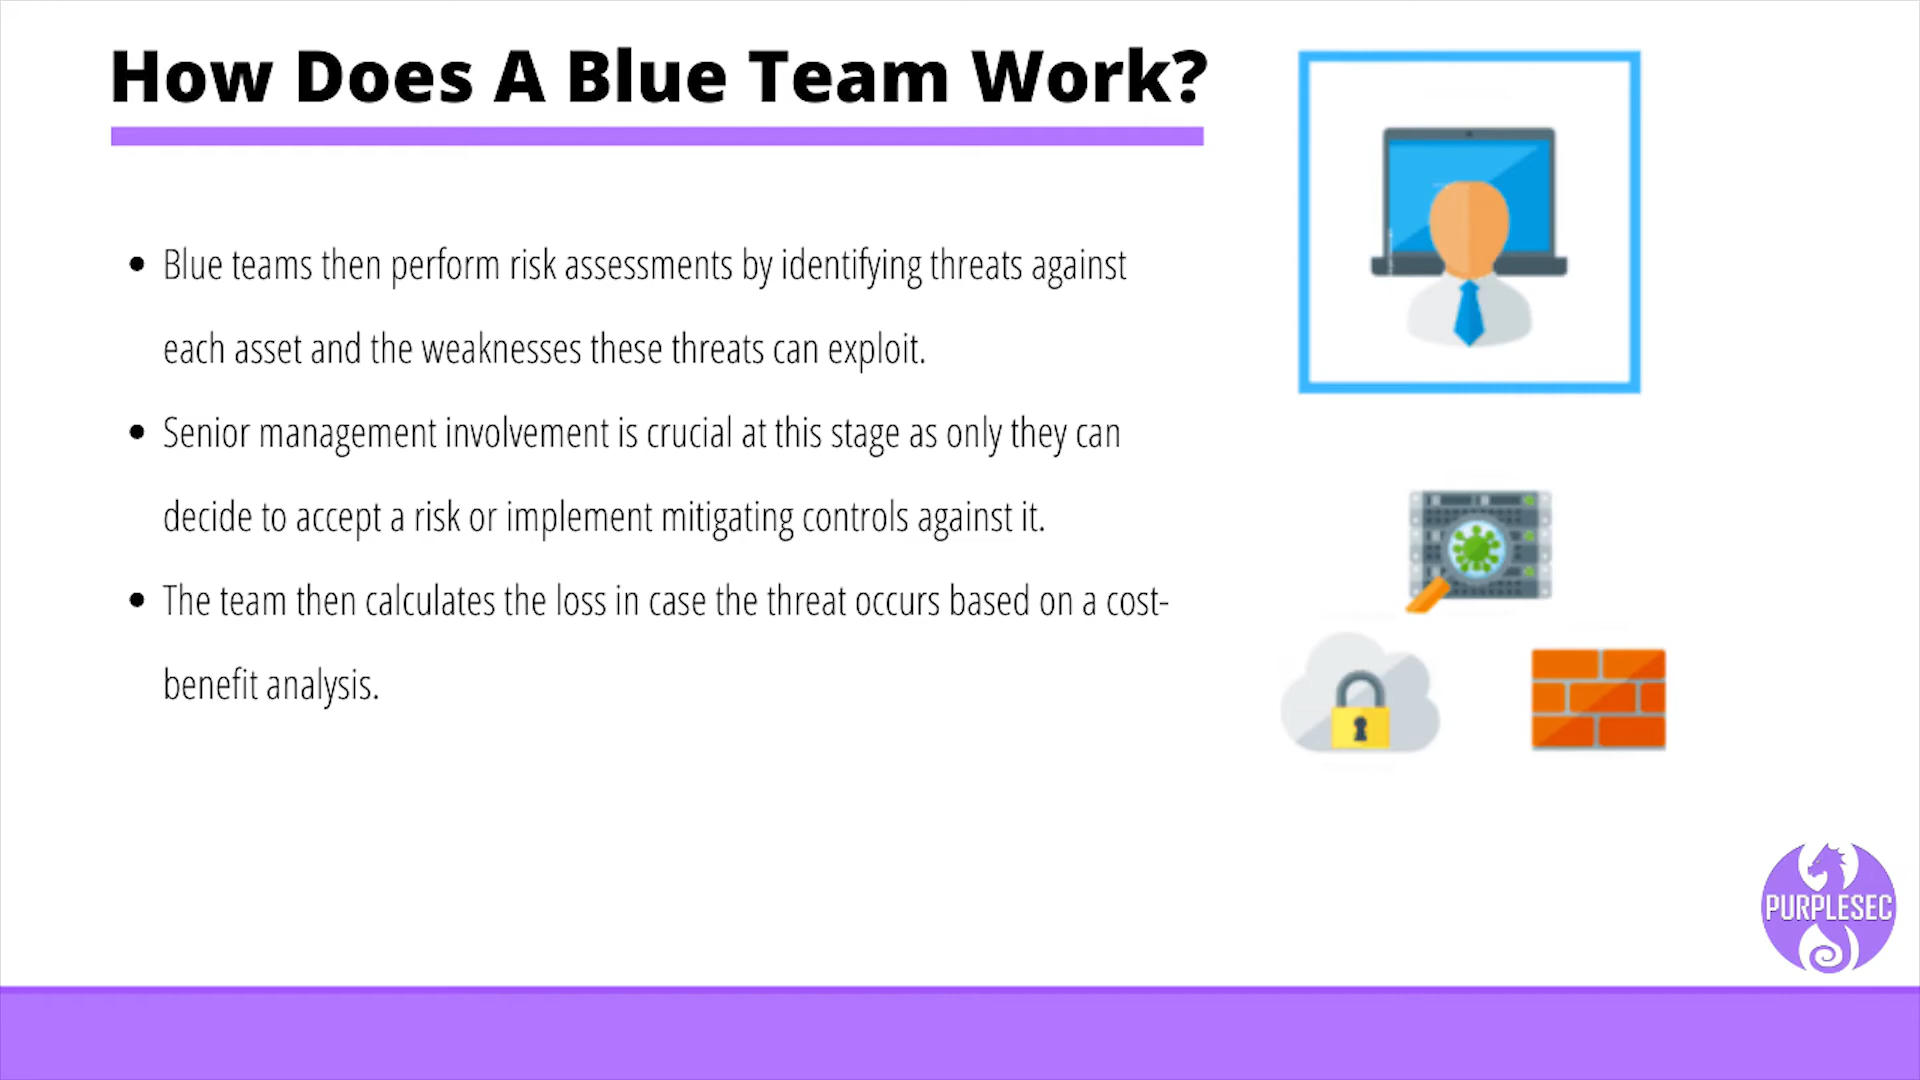 How Does A Blue Team Work?
• Blue teams then perform risk assessments by identifying threats against
each asset and the weaknesses these threats can exploit.
• Senior management involvement is crucial at this stage as only they can
decide to accept a risk or implement mitigating controls against it.
• The team then calculates the loss in case the threat occurs based on a cost-
benefit analysis.
PURPLESEC